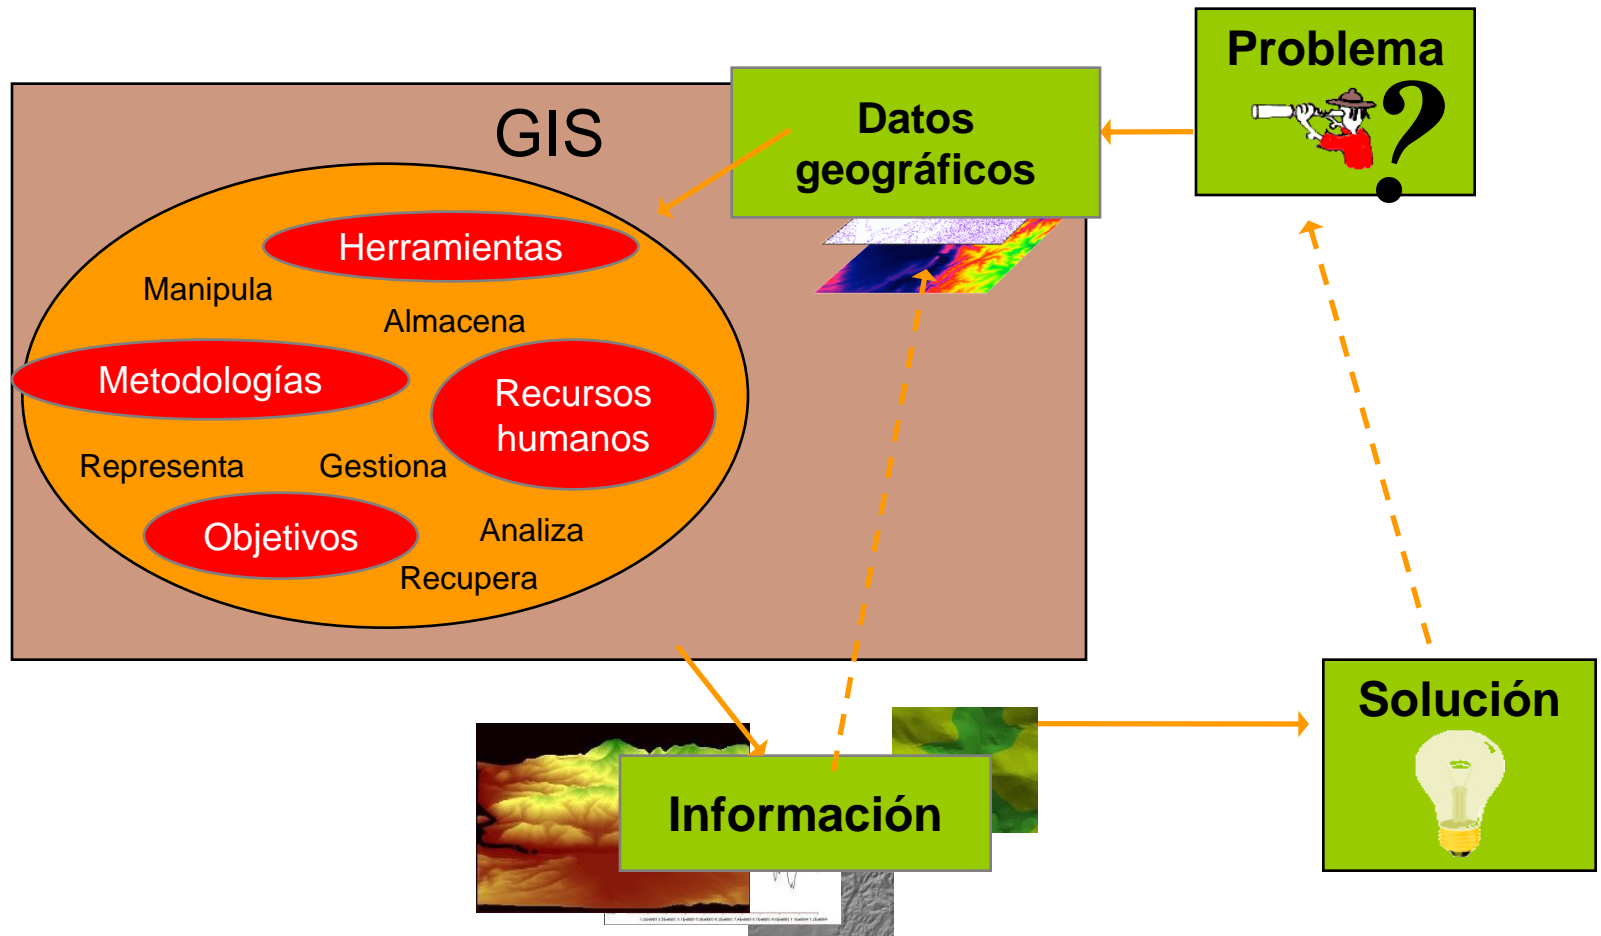 Problema
?
GIS
Datos
geográficos
Herramientas
Manipula
Almacena
Metodologías
Recursos
humanos
Representa
Gestiona
Objetivos
Analiza
Recupera
Solución
Información